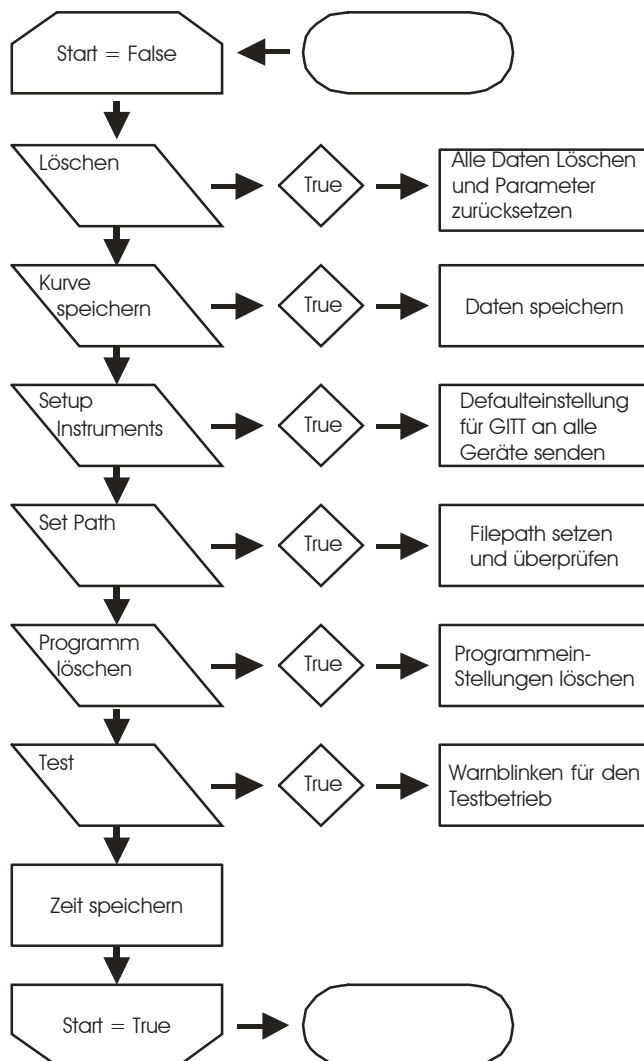 Start = False
Löschen
True
Alle Daten Löschen
und Parameter
zurücksetzen
Kurve
speichern
True
Daten speichern
Setup
Instruments
True
Defaulteinstellung
für GITT an alle
Geräte senden
Set Path
True
Filepath setzen
und überprüfen
Programm
löschen
True
Programmein-
Stellungen löschen
Test
True
Warnblinken für den
Testbetrieb
Zeit speichern
Start = True